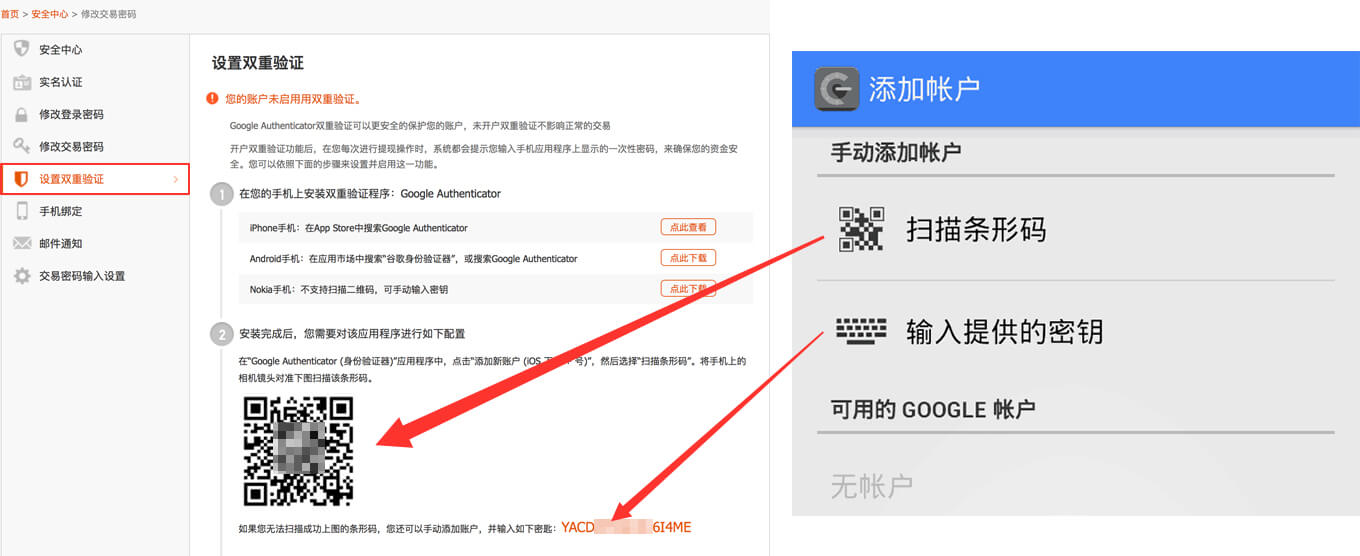 首页 > 安全中心 > 修改交易密码
安全中心
实名认证
修改登录密码
修改交易密码
设置双重验证
手机绑定
邮件通知
交易密码输入设置
设置双重验证
您的账户未启用用双重验证。
Google Authenticator双重验证可以更安全的保护您的账户，未开户双重验证不影响正常的交易
开户双重验证功能后，在您每次进行提现操作时，系统都会提示您输入手机应用程序上显示的一次性密码，来确保您的资金安
全。您可以依照下面的步骤来设置并启用这一功能。
1 在您的手机上安装双重验证程序：Google Authenticator
iPhone手机：在App Store中搜索Google Authenticator 点此查看
Android手机：在应用市场中搜索“谷歌身份验证器”，或搜索Google Authenticator 点此下载
Nokia手机：不支持扫描二维码，可手动输入密钥 点此下载
2 安装完成后，您需要对该应用程序进行如下配置
在“Google Authenticator (身份验证器)”应用程序中，点击“添加新账户 (iOS 号)”，然后选择“扫描条形码”。将手机上的
相机镜头对准下图扫描该条形码。
如果您无法扫描成功上图的条形码，您还可以手动添加账户，并输入如下密匙： YACD 6I4ME
添加帐户
手动添加帐户
扫描条形码
输入提供的密钥
可用的 GOOGLE 帐户
无帐户